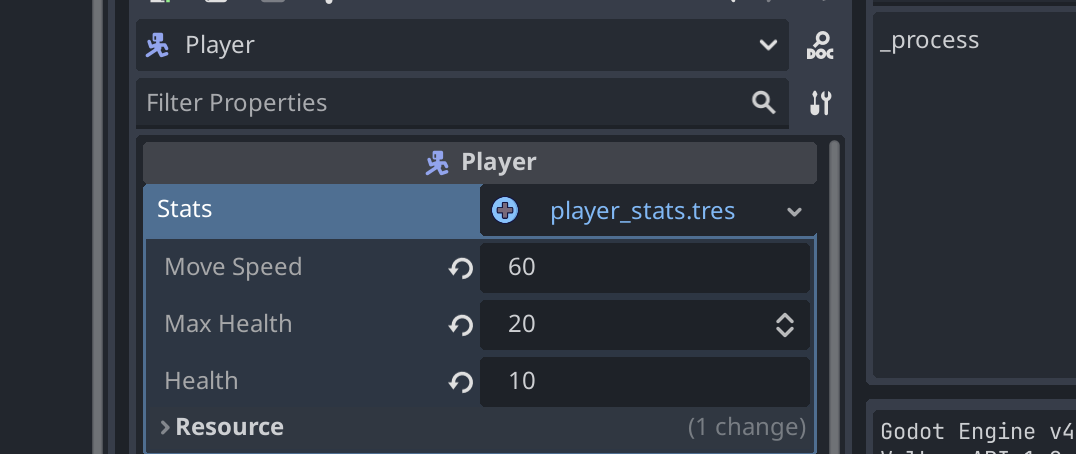 Player
DOC
Filter Properties
Player
Stats player_stats.tres
Move Speed 60
Max Health 20
Health 10
Resource (1 change)
_process
Godot Engine v4